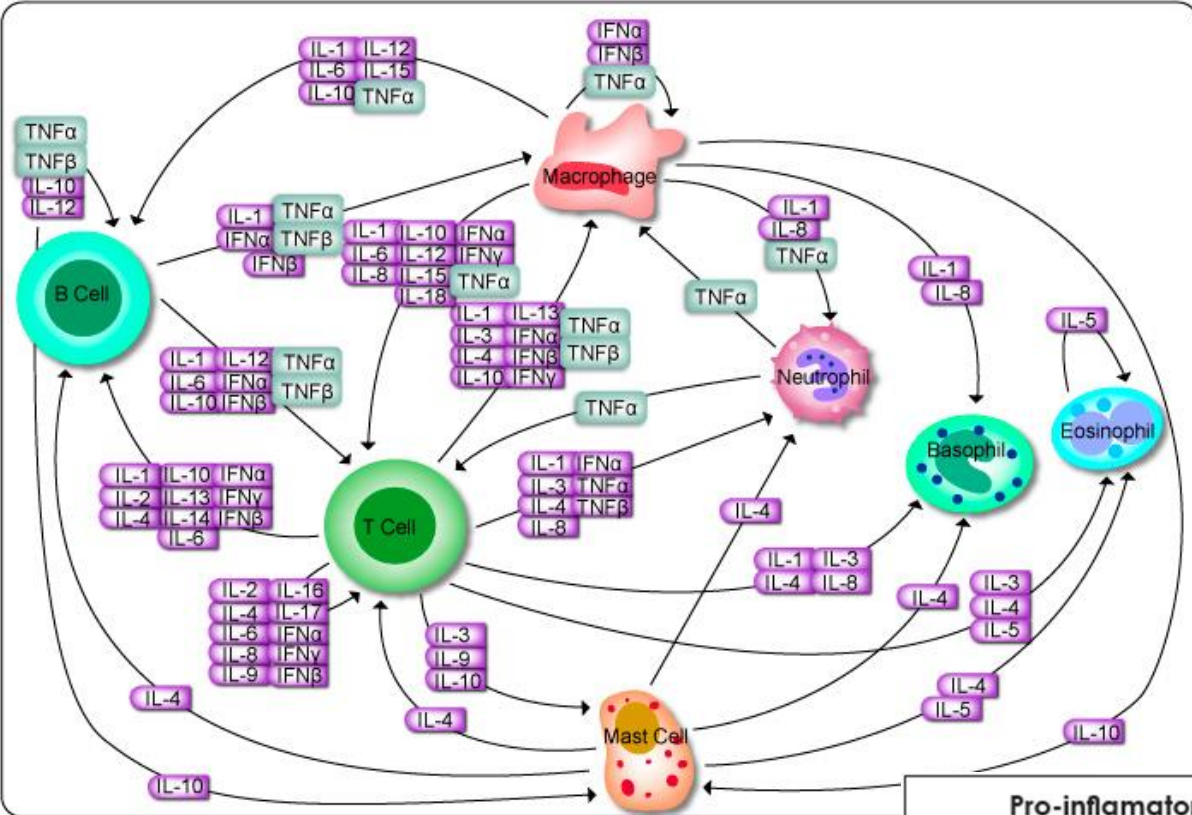 IFNα
IFNβ
TNFα
IL-1 IL-12
IL-6 IL-15
IL-10 TNFα
TNFα
TNFβ
IL-10
IL-12
Macrophage
IL-1 TNFα
IFNα TNFβ
IFNβ
IL-1 IL-10 IFNα
IL-6 IL-12 IFNγ
IL-8 IL-15 TNFα
IL-18
IL-1
IL-8
TNFα
IL-1
IL-8
B Cell
TNFα
IL-1 IL-13 TNFα
IL-3 IFNα
IL-4 IFNβ TNFβ
IL-10 IFNγ
IL-5
IL-1 IL-12 TNFα
IL-6 IFNα TNFβ
IL-10 IFNβ
Neutrophil
TNFα
Eosinophil
Basophil
IL-1 IL-10 IFNα
IL-2 IL-13 IFNγ
IL-4 IL-14 IFNβ
IL-6
T Cell
IL-1 IFNα
IL-3 TNFα
IL-4 TNFβ
IL-8
IL-4
IL-1 IL-3
IL-4 IL-8
IL-4
IL-3
IL-4
IL-5
IL-2 IL-16
IL-4 IL-17
IL-6 IFNα
IL-8 IFNγ
IL-9 IFNβ
IL-3
IL-9
IL-10
IL-4
IL-4
IL-4
IL-5
Mast Cell
IL-10
IL-10
Pro-inflamator